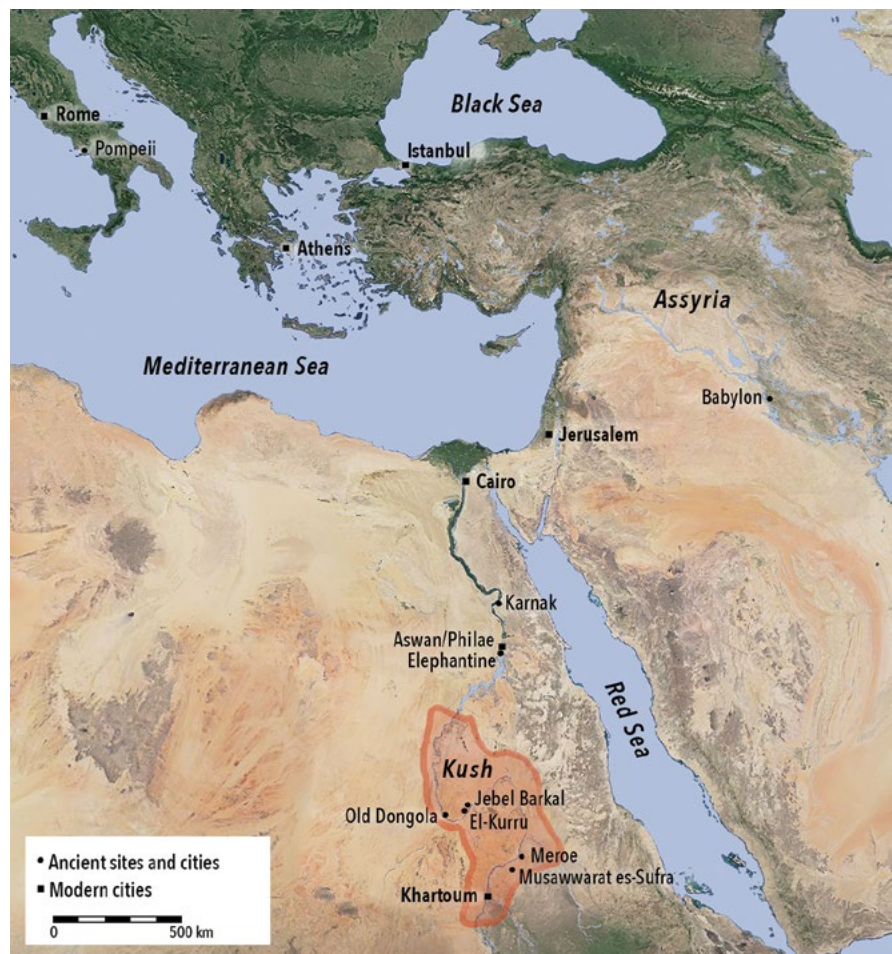 Black Sea
Rome
Pompeii
Istanbul
Athens
Assyria
Mediterranean Sea
Babylon
Jerusalem
Cairo
Karnak
Aswan/Philae
Elephantine
Red Sea
Kush
Jebel Barkal
Old Dongola
El-Kurru
Meroe
Musawwarat es-Sufra
Khartoum
Ancient sites and cities
Modern cities
0 500 km